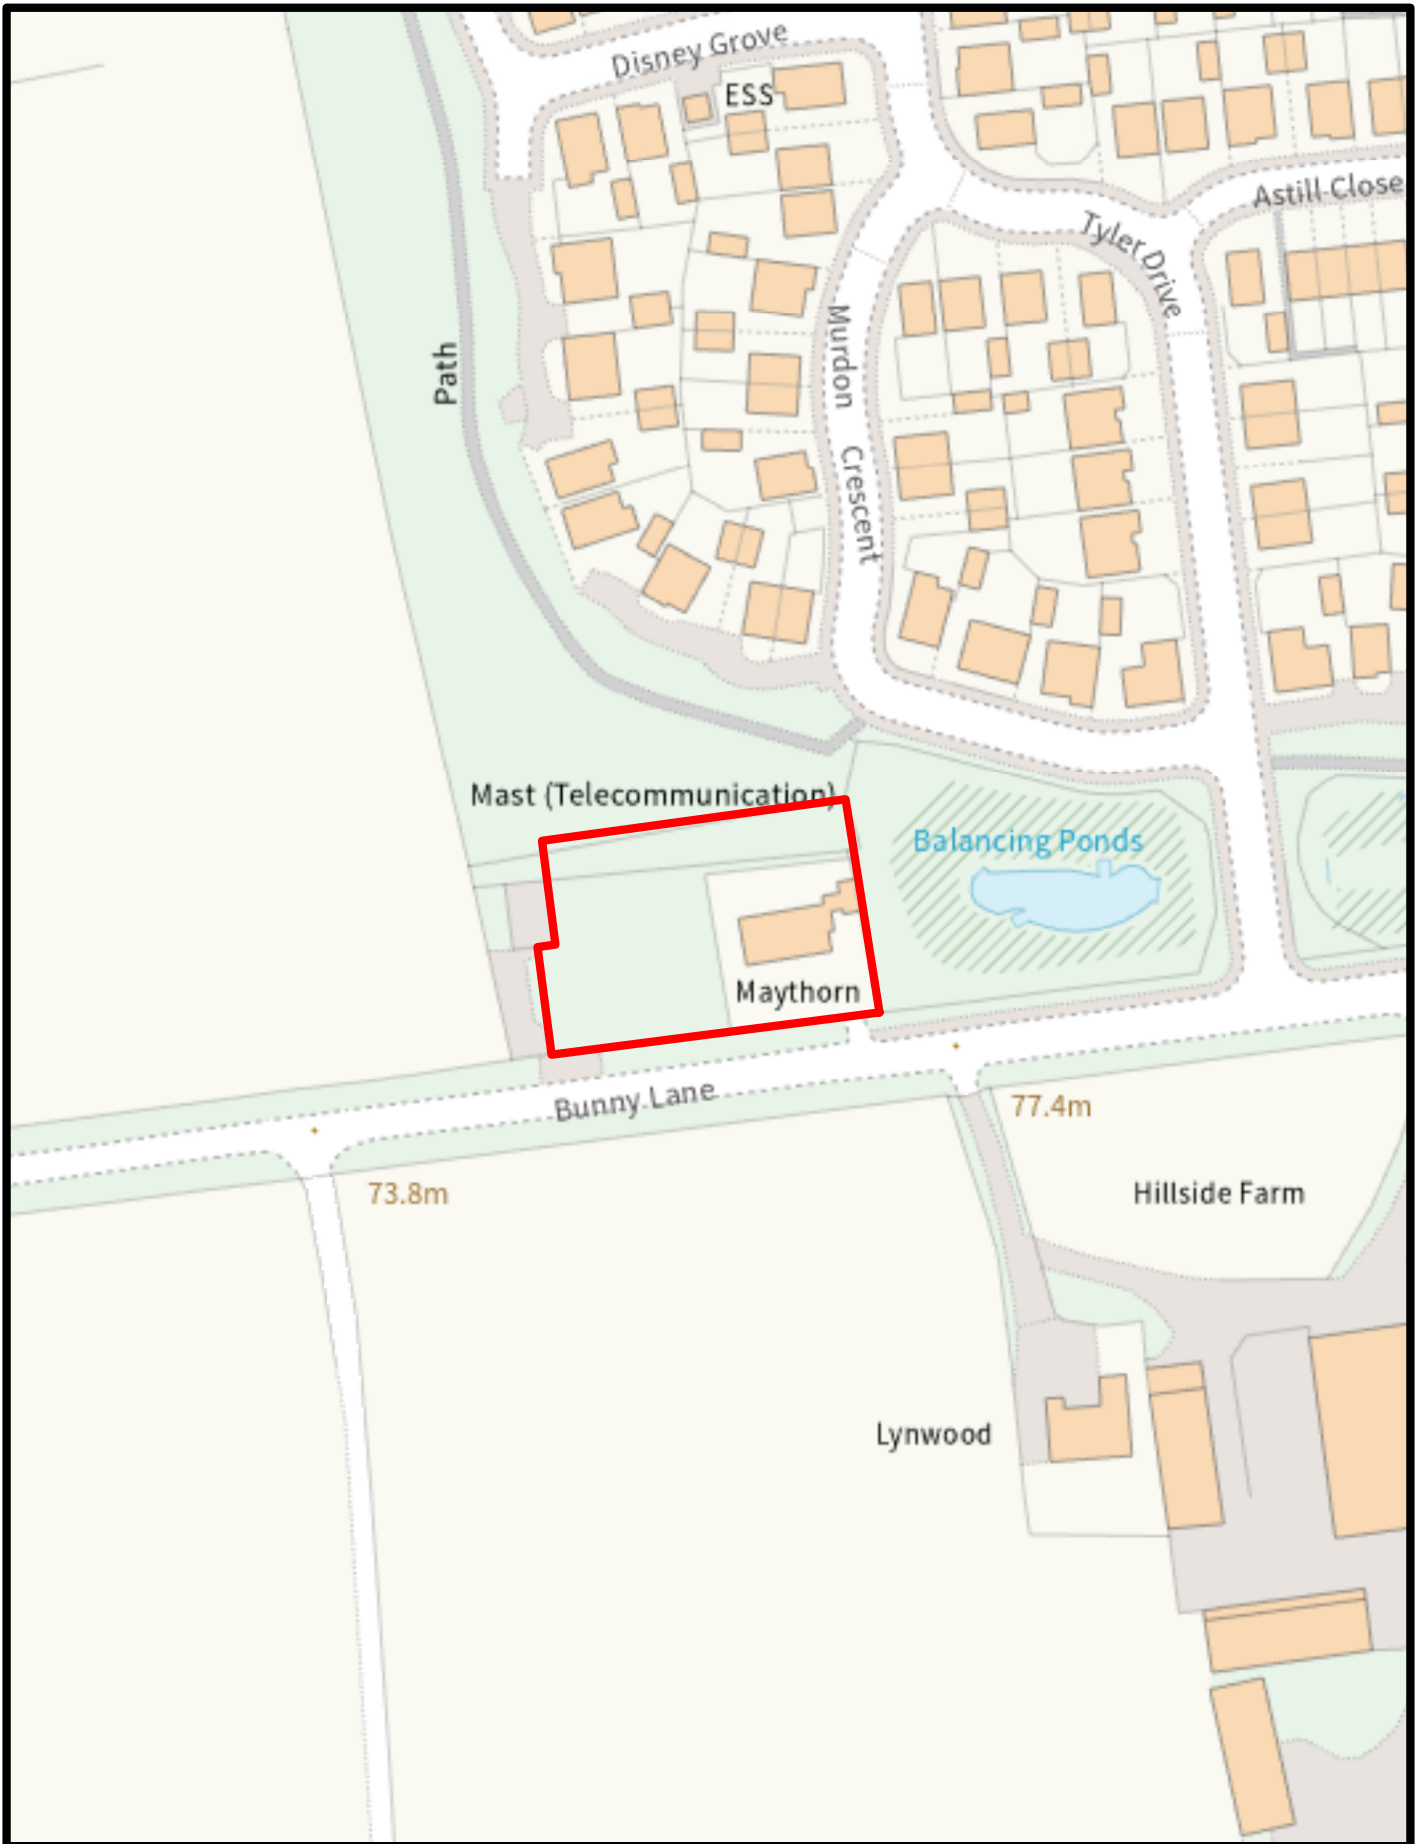 Disney Grove
ESS
Astill Close
Tyler Drive
Murdon Crescent
Path
Mast (Telecommunication)
Balancing Ponds
Maythorn
Bunny Lane
77.4m
73.8m
Hillside Farm
Lynwood